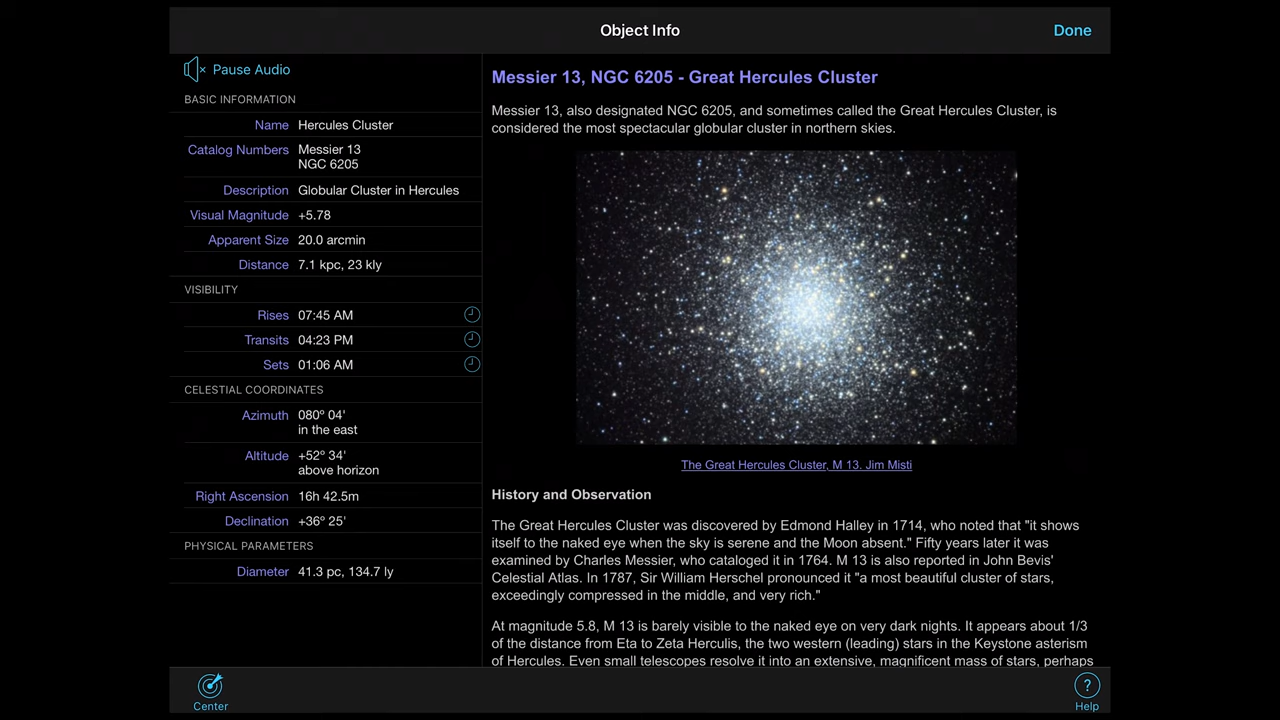 Object Info
Done
Pause Audio
BASIC INFORMATION
Name Hercules Cluster
Catalog Numbers Messier 13
NGC 6205
Description Globular Cluster in Hercules
Visual Magnitude +5.78
Apparent Size 20.0 arcmin
Distance 7.1 kpc, 23 kly
VISIBILITY
Rises 07:45 AM
Transits 04:23 PM
Sets 01:06 AM
CELESTIAL COORDINATES
Azimuth 080º 04'
in the east
Altitude +52º 34'
above horizon
Right Ascension 16h 42.5m
Declination +36º 25'
PHYSICAL PARAMETERS
Diameter 41.3 pc, 134.7 ly
Messier 13, NGC 6205 - Great Hercules Cluster
Messier 13, also designated NGC 6205, and sometimes called the Great Hercules Cluster, is
considered the most spectacular globular cluster in northern skies.
The Great Hercules Cluster, M 13. Jim Misti
History and Observation
The Great Hercules Cluster was discovered by Edmond Halley in 1714, who noted that "it shows
itself to the naked eye when the sky is serene and the Moon absent." Fifty years later it was
examined by Charles Messier, who cataloged it in 1764. M 13 is also reported in John Bevis'
Celestial Atlas. In 1787, Sir William Herschel pronounced it "a most beautiful cluster of stars,
exceedingly compressed in the middle, and very rich."
At magnitude 5.8, M 13 is barely visible to the naked eye on very dark nights. It appears about 1/3
of the distance from Eta to Zeta Herculis, the two western (leading) stars in the Keystone asterism
of Hercules. Even small telescopes resolve it into an extensive, magnificent mass of stars, perhaps
Center
? Help